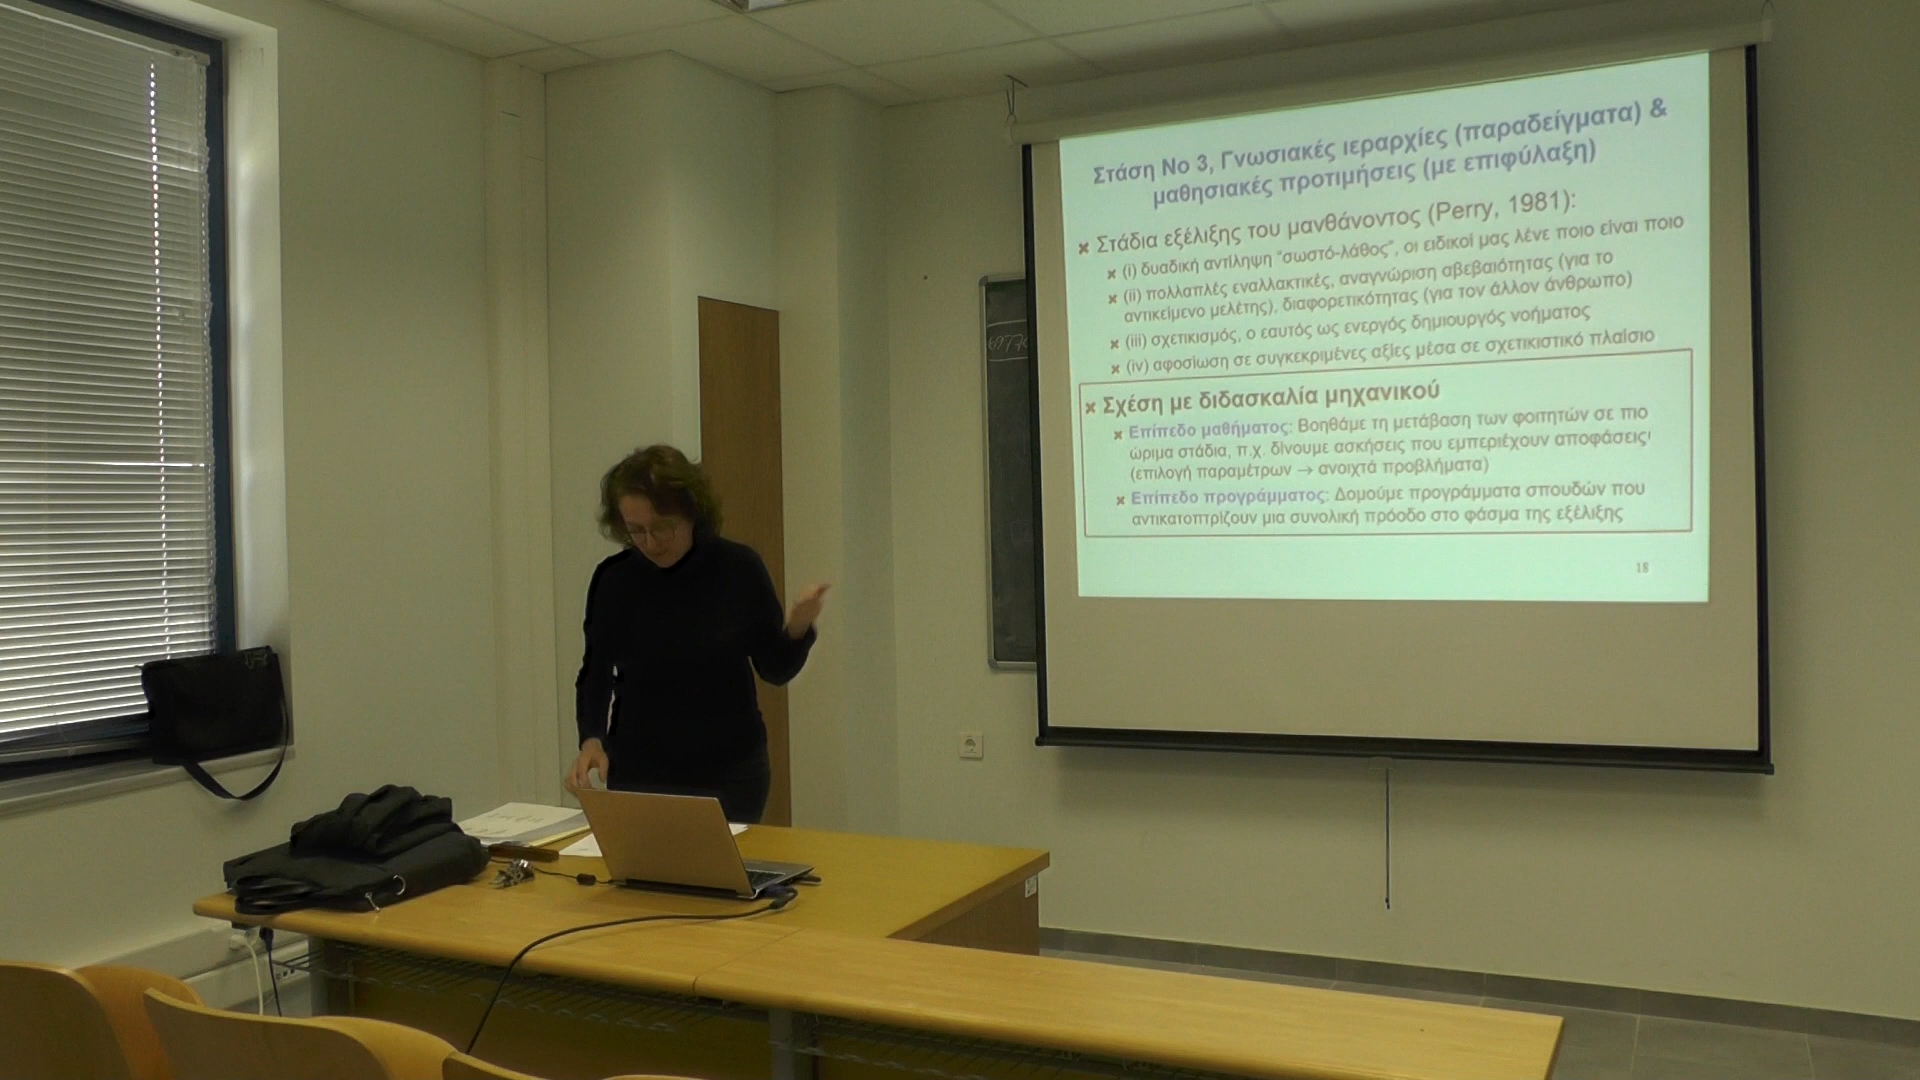 Στάση Νο 3, Γνωσιακές ιεραρχίες (παραδείγματα) &
μαθησιακές προτιμήσεις (με επιφύλαξη)
Στάδια εξέλιξης του μανθάνοντος (Perry, 1981):
(i) δυαδική αντίληψη "σωστό-λάθος", οι ειδικοί μας λένε ποιο είναι ποιο
(ii) πολλαπλές εναλλακτικές, αναγνώριση αβεβαιότητας (για το
αντικείμενο μελέτης), διαφορετικότητας (για τον άλλον άνθρωπο)
(iii) σχετικισμός, ο εαυτός ως ενεργός δημιουργός νοήματος
(iv) αφοσίωση σε συγκεκριμένες αξίες μέσα σε σχετικιστικό πλαίσιο
Σχέση με διδασκαλία μηχανικού
Επίπεδο μαθήματος: Βοηθάμε τη μετάβαση των φοιτητών σε πιο
ώριμα στάδια, π.χ. δίνουμε ασκήσεις που εμπεριέχουν αποφάσεις
(επιλογή παραμέτρων → ανοιχτά προβλήματα)
Επίπεδο προγράμματος: Δομούμε προγράμματα σπουδών που
αντικατοπτρίζουν μια συνολική πρόοδο στο φάσμα της εξέλιξης
18